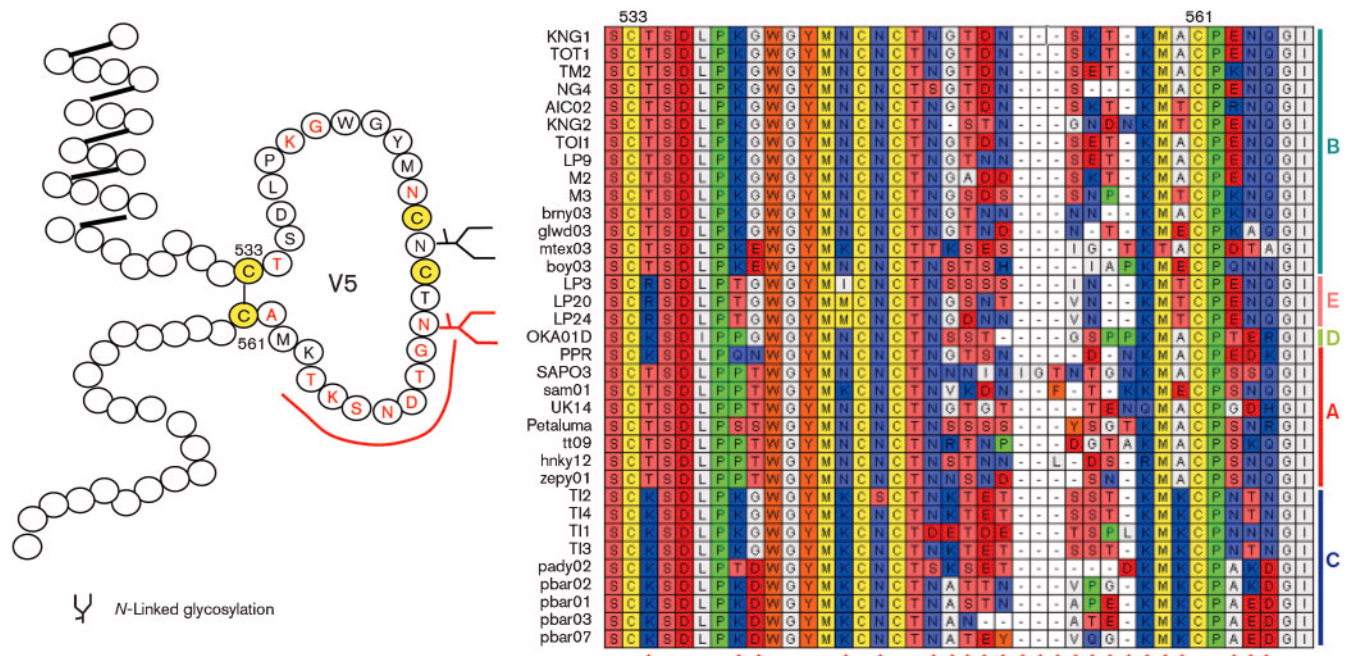 533 561
KNG1 S C T S D L P K G W G Y M N C N C T N G T D N - - - S K T - K M A C P E N Q G I
TOT1 S C T S D L P K G W G Y M N C N C T N G T D N - - - S K T - K M A C P E N Q G I
TM2 S C T S D L P K G W G Y M N C N C T N G T D N - - - S E T - K M A C P K N Q G I
NG4 S C T S D L P K G W G Y M N C N C T S G T D N - - - S - - - K M A C P E N Q G I
AIC02 S C T S D L P K G W G Y M N C N C T N G T D N - - - S K T - K M T C P R N Q G I
KNG2 S C T S D L P K G W G Y M N C N C T N - S T N - - - G N D N K M T C P E N Q G I
TOI1 S C T S D L P K G W G Y M N C N C T N G T D N - - - S E T - K M A C P E N Q G I
LP9 S C T S D L P K G W G Y M N C N C T N G T N N - - - S E T - K M A C P E N Q G I
M2 S C T S D L P K G W G Y M N C N C T N G A D D - - - S K T - K M A C P E N Q G I
M3 S C T S D L P K G W G Y M N C N C T N G S D S - - - S N P - K M T C P E N Q G I
brny03 S C T S D L P K G W G Y M N C N C T N G T N N - - - N N - - K M A C P K N Q G I
glwd03 S C T S D L P K G W G Y M N C N C T N G T N D - - - N - T - K M E C P K A Q G I
mtex03 S C T S D L P K E W G Y M K C N C T T K S E S - - - I G - T K T A C P D T A G I
boy03 S C T S D L P K E W G Y M N C N C T N S T S H - - - - I A P K M E C P Q N N G I
LP3 S C R S D L P T G W G Y M I C N C T N S S S S - - - I N - - K M T C P E N Q G I
LP20 S C R S D L P T G W G Y M M C N C T N G S N T - - - V N - - K M T C P E N Q G I
LP24 S C R S D L P T G W G Y M M C N C T N G D N N - - - V N - - K M T C P E N Q G I
OKA01D S C K S D I P P G W G Y M N C N C T N S S T - - - - G S P P K M A C P T E R G I
PPR S C K S D L P Q N W G Y M N C N C T N G T S N - - - - D - N K M A C P E D K G I
SAPO3 S C T S D L P P T W G Y M N C N C T N N N I N I G T N T G N K M A C P S S Q G I
sam01 S C T S D L P P T W G Y M K C N C T N V K D N - - F - T - K K M E C P S N Q G I
UK14 S C T S D L P P T W G Y M N C N C T N G T G T - - - - T E N Q M A C P G D H G I
Petaluma S C T S D L P S S W G Y M N C N C T N S S S S - - - Y S G T K M A C P S N R G I
tt09 S C T S D L P P T W G Y M N C N C T N R T N P - - - D G T A K M A C P S K Q G I
hnky12 S C T S D L P P T W G Y M N C N C T N S T N N - - L - D S - R M A C P S N Q G I
zepy01 S C T S D L P P T W G Y M N C N C T N N S N D - - - - S N - K M A C P S N Q G I
TI2 S C K S D L P K G W G Y M K C S C T N K T E T - - - S S T - K M K C P N T N G I
TI4 S C K S D L P K G W G Y M K C N C T N K T E T - - - S S T - K M K C P N T N G I
TI1 S C K S D L P K G W G Y M K C N C T D E T D E - - - T S P L K M K C P N N N G I
TI3 S C K S D L P K G W G Y M K C N C T N K T E T - - - S S T - K M K C P N T N G I
pady02 S C K S D L P T D W G Y M K C N C T S K S E T - - - - - - D K M K C P A K D G I
pbar02 S C K S D L P K D W G Y M K C N C T N A T T N - - - V P G - K M K C P A K D G I
pbar01 S C K S D L P K D W G Y M K C N C T N A S T N - - - A P E - K M K C P A E D G I
pbar03 S C K S D L P K D W G Y M K C N C T N A N - - - - - A T E - K M K C P A E D G I
pbar07 S C K S D L P K D W G Y M K C N C T N A T E Y - - - V Q G - K M K C P A E D G I
B
E
D
A
C
533
C T S D L P K G W G Y M N C N C T N G T D N S K T K M A C
561
V5
N-Linked glycosylation